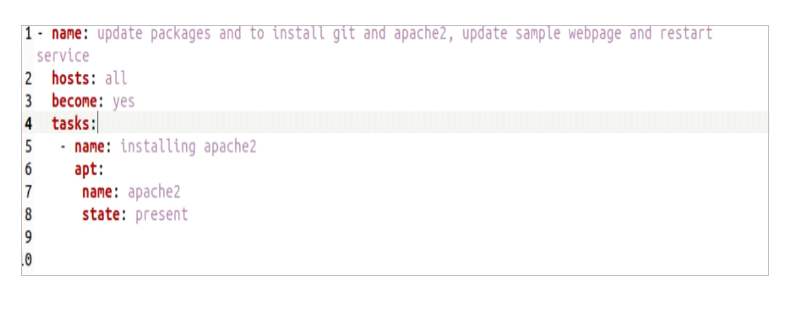 1 - name: update packages and to install git and apache2, update sample webpage and restart
service
2 hosts: all
3 become: yes
4 tasks:
5 - name: installing apache2
6 apt:
7 name: apache2
8 state: present
9
.0